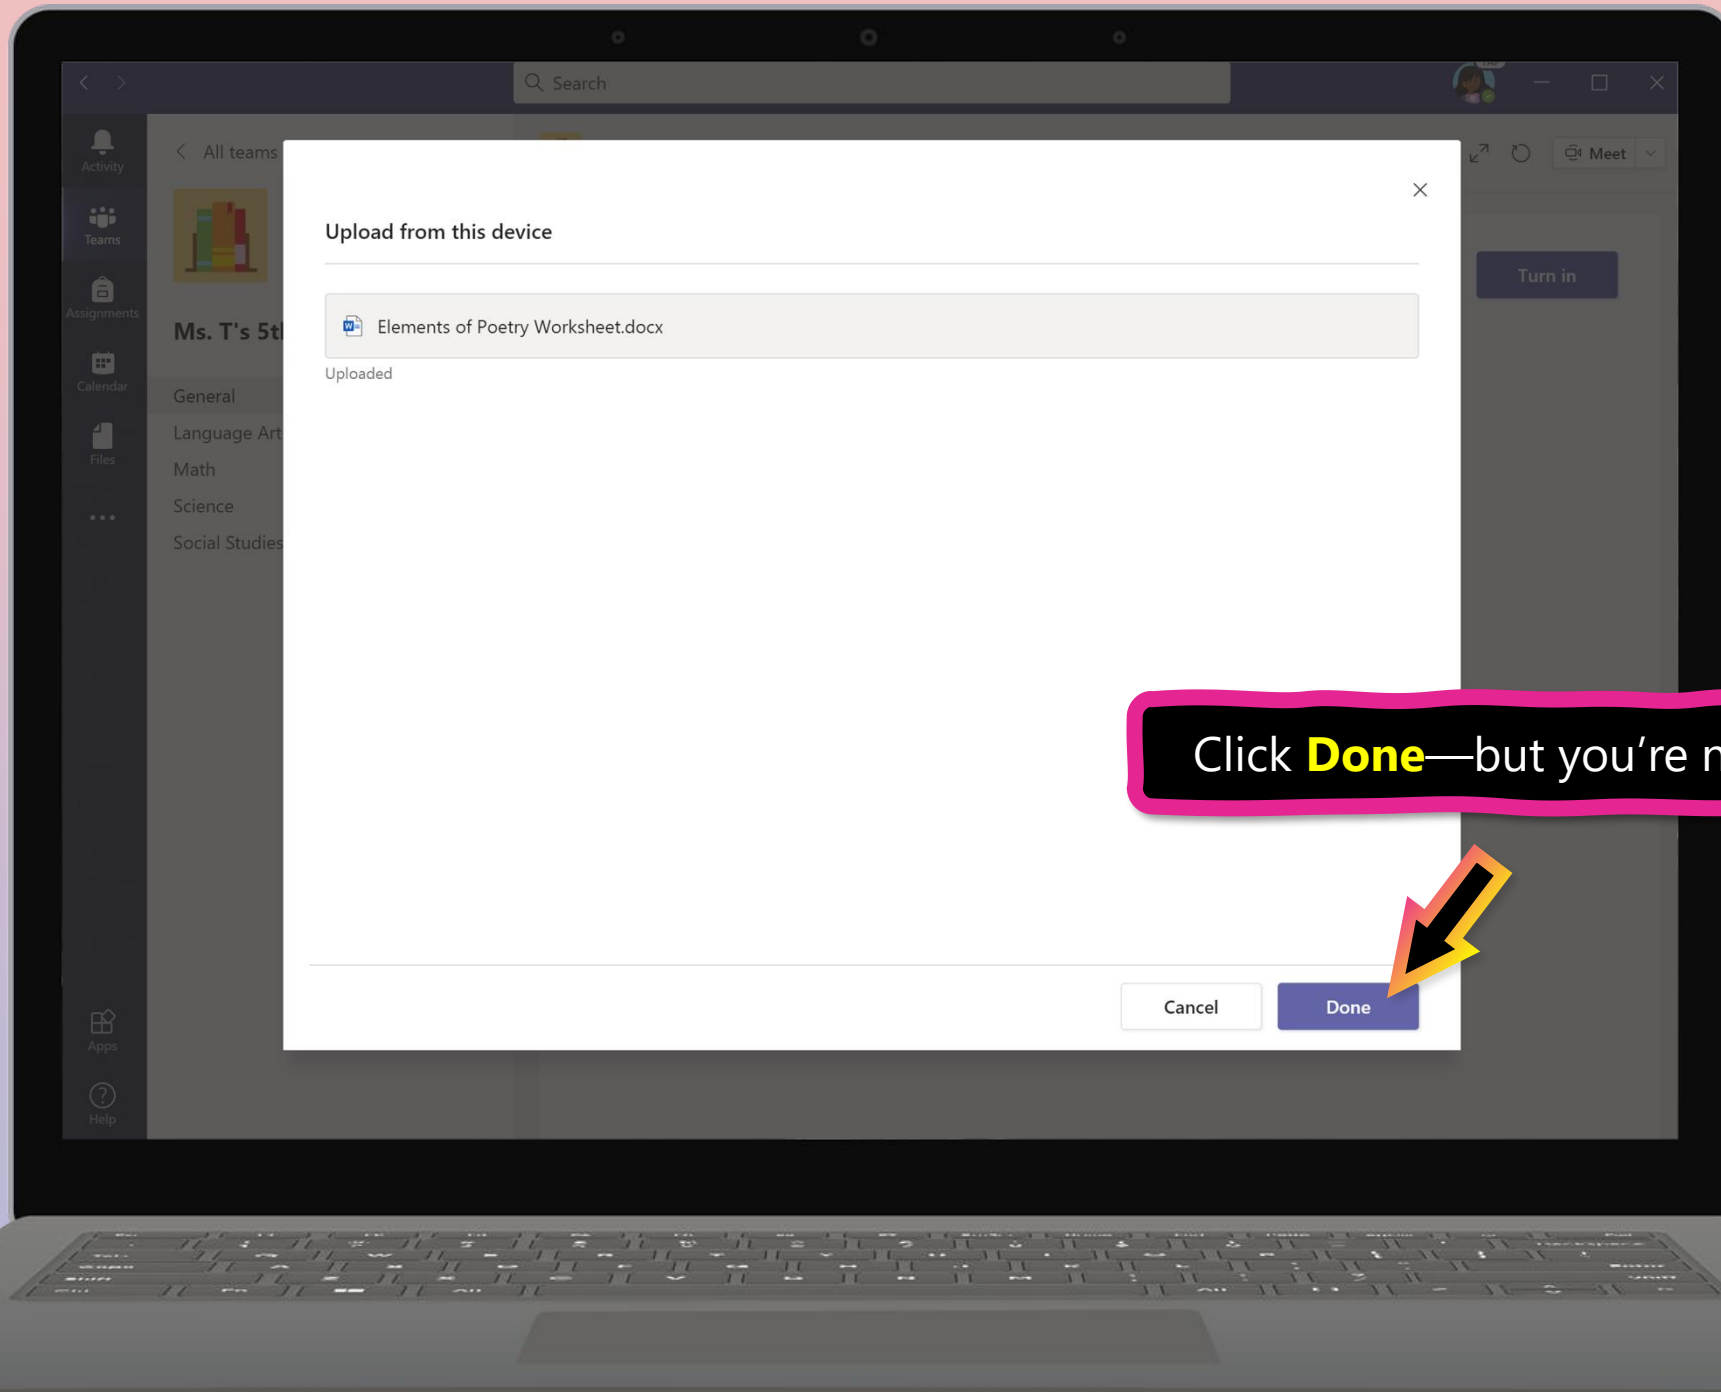 Search
Activity
All teams
Meet
Teams
Upload from this device
Turn in
Assignments
Elements of Poetry Worksheet.docx
Ms. T's 5t
Uploaded
Calendar
General
Language Art
Files
Math
Science
Social Studies
Click Done—but you're n
Cancel
Done
Apps
Help